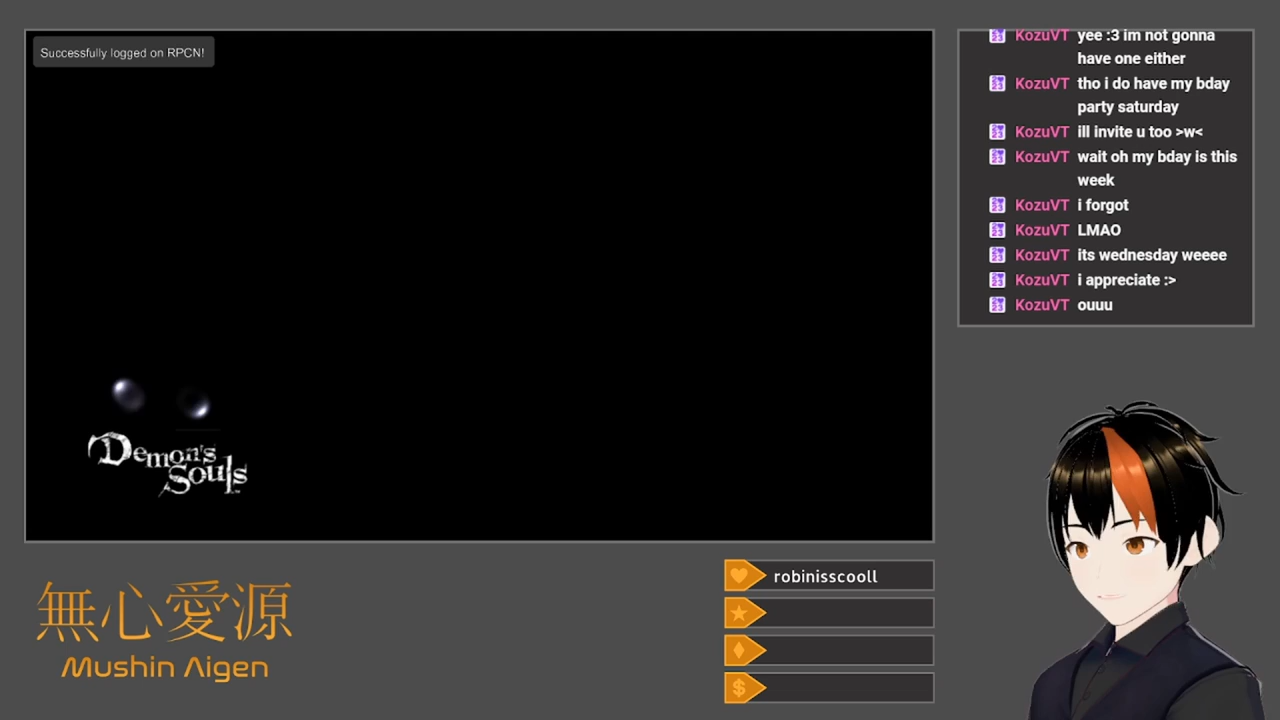 Successfully logged on RPCN!
Demon's
Souls
KozuVT yee :3 im not gonna
have one either
KozuVT tho i do have my bday
party saturday
KozuVT ill invite u too >w<
KozuVT wait oh my bday is this
week
KozuVT i forgot
KozuVT LMAO
KozuVT its wednesday weeee
KozuVT i appreciate :>
KozuVT ouuu
無心愛源
Mushin Aigen
robinisscooll
$